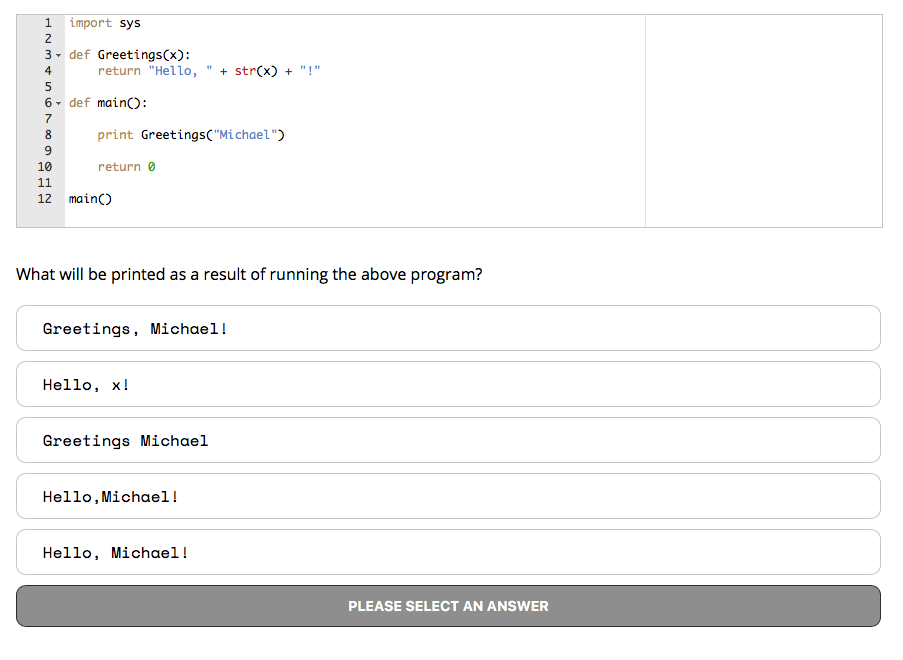 1 import sys
2
3 def Greetings(x):
4     return "Hello, " + str(x) + "!"
5
6 def main():
7
8     print Greetings("Michael")
9
10     return 0
11
12 main()
What will be printed as a result of running the above program?
Greetings, Michael!
Hello, x!
Greetings Michael
Hello,Michael!
Hello, Michael!
PLEASE SELECT AN ANSWER